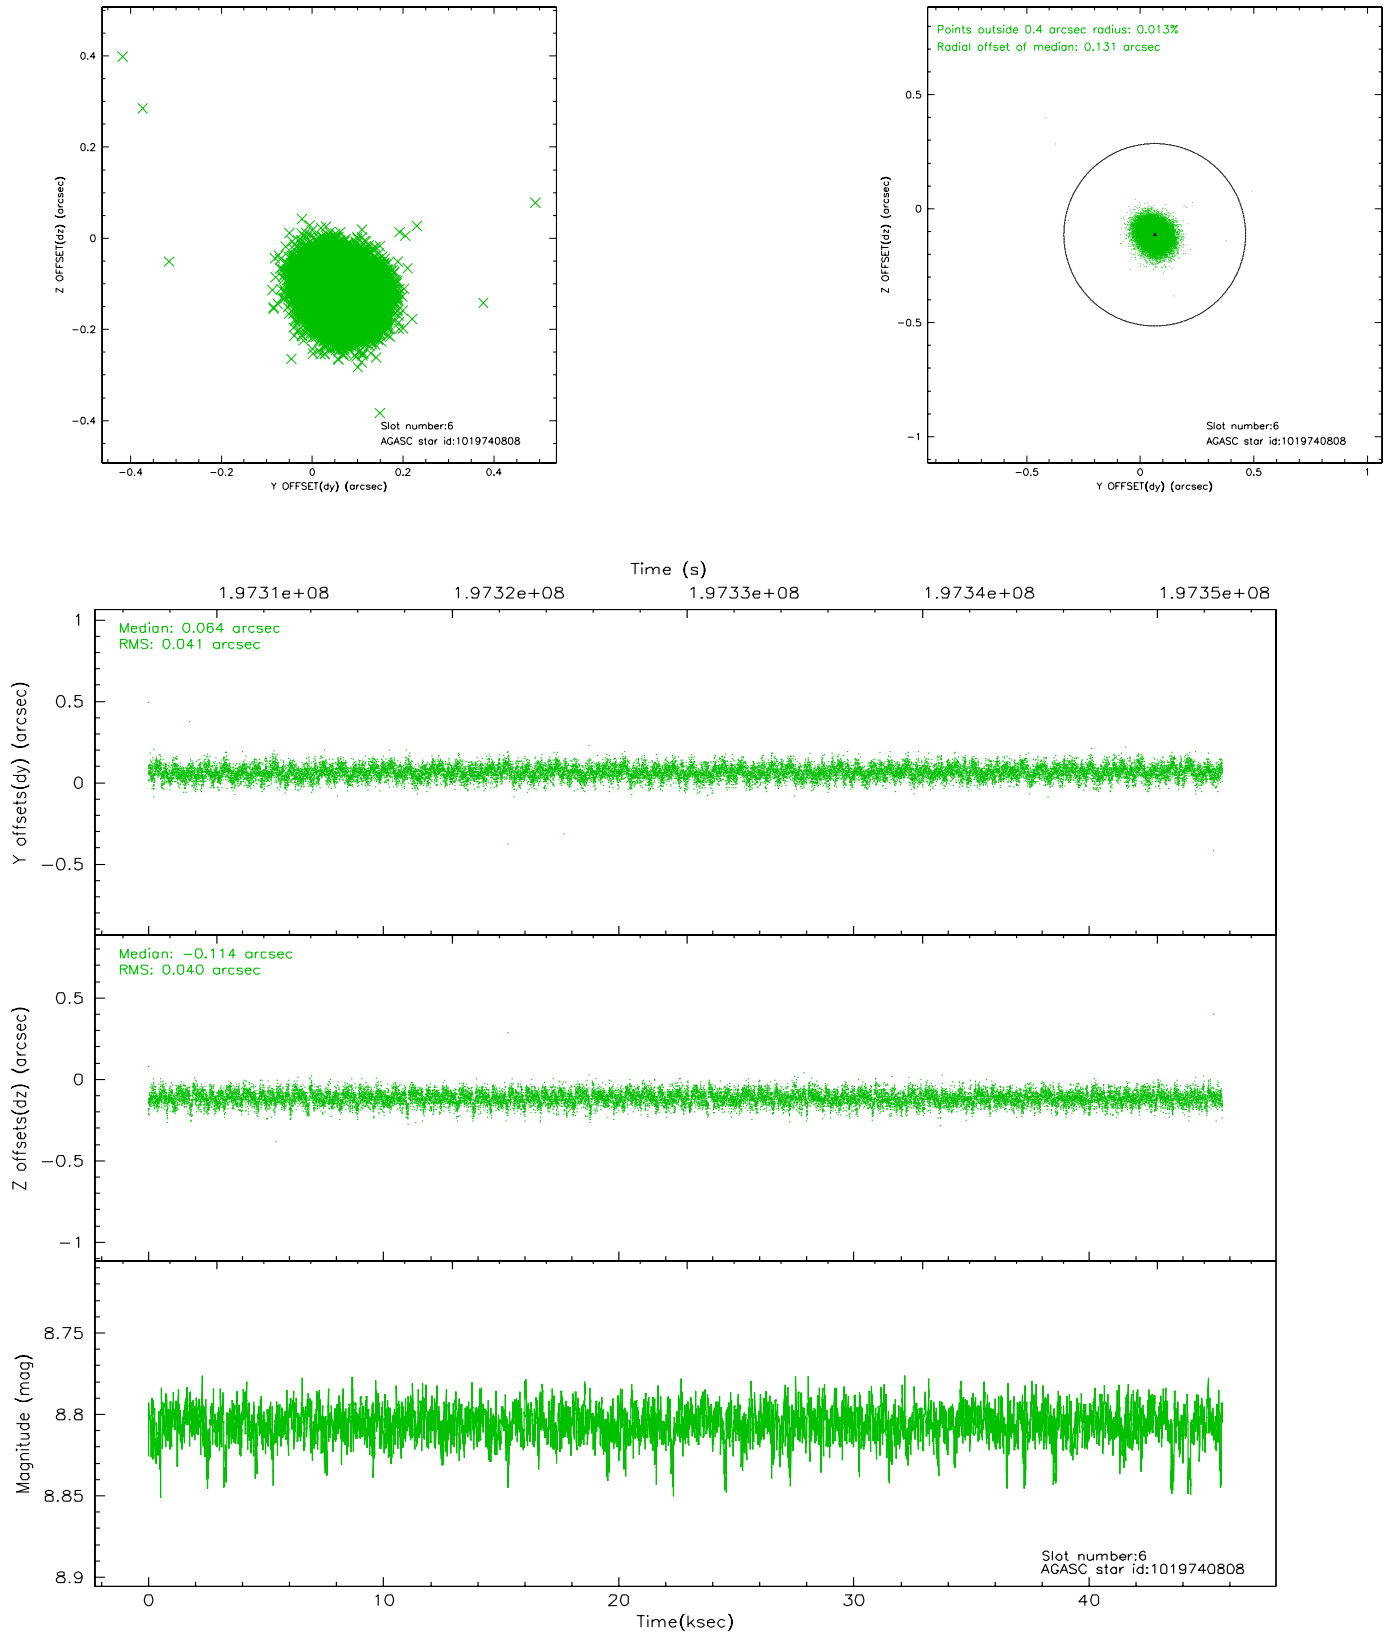 0.4
0.2
0
−0.2
−0.4
Z OFFSET(dz) (arcsec)
Slot number:6
AGASC star id:1019740808
−0.4 −0.2 0 0.2 0.4
Y OFFSET(dy) (arcsec)
Points outside 0.4 arcsec radius: 0.013%
Radial offset of median: 0.131 arcsec
0.5
0
−0.5
−1
Z OFFSET(dz) (arcsec)
Slot number:6
AGASC star id:1019740808
−0.5 0 0.5 1
Y OFFSET(dy) (arcsec)
Time (s)
1.9731e+08 1.9732e+08 1.9733e+08 1.9734e+08 1.9735e+08
Median: 0.064 arcsec
RMS: 0.041 arcsec
1
0.5
0
−0.5
Y offsets(dy) (arcsec)
Median: −0.114 arcsec
RMS: 0.040 arcsec
0.5
0
−0.5
−1
Z offsets(dz) (arcsec)
8.75
8.8
8.85
8.9
Magnitude (mag)
Slot number:6
AGASC star id:1019740808
0 10 20 30 40
Time(ksec)